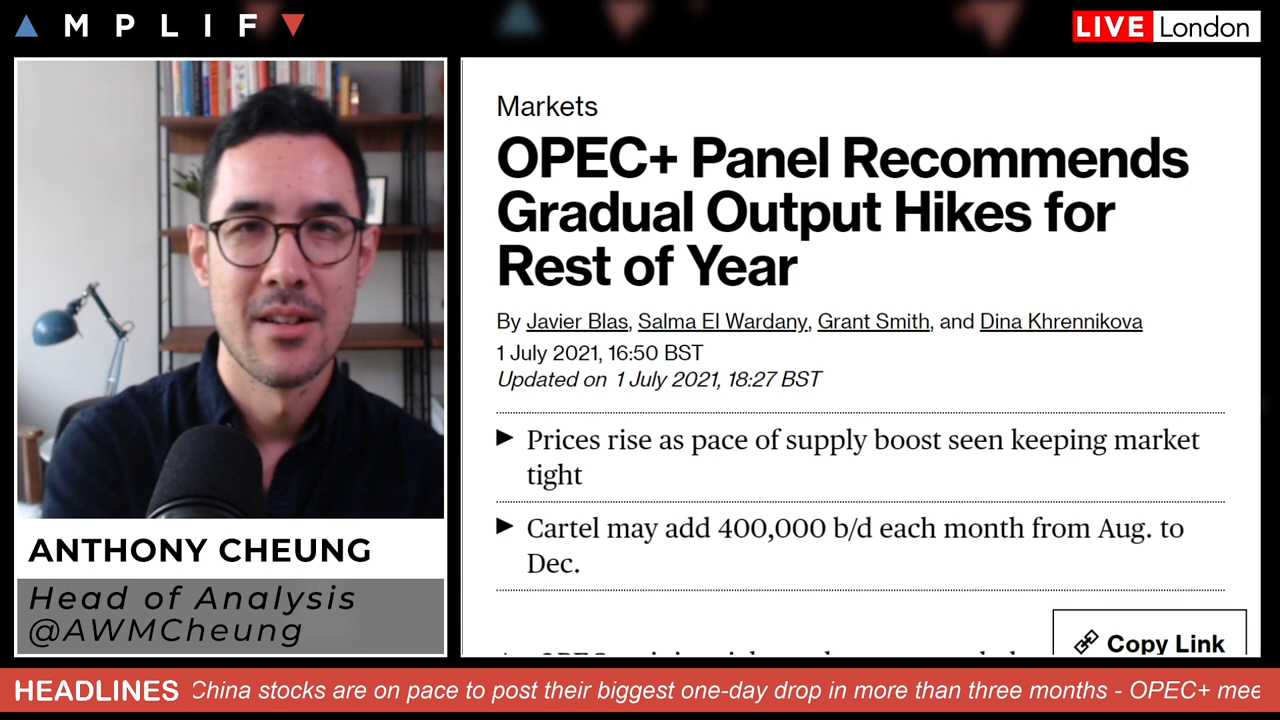 AMPLIFY
LIVE London
Markets
OPEC+ Panel Recommends
Gradual Output Hikes for
Rest of Year
By Javier Blas, Salma El Wardany, Grant Smith, and Dina Khrennikova
1 July 2021, 16:50 BST
Updated on 1 July 2021, 18:27 BST
Prices rise as pace of supply boost seen keeping market
tight
Cartel may add 400,000 b/d each month from Aug. to
Dec.
Copy Link
ANTHONY CHEUNG
Head of Analysis
@AWMCheung
HEADLINES China stocks are on pace to post their biggest one-day drop in more than three months - OPEC+ mee